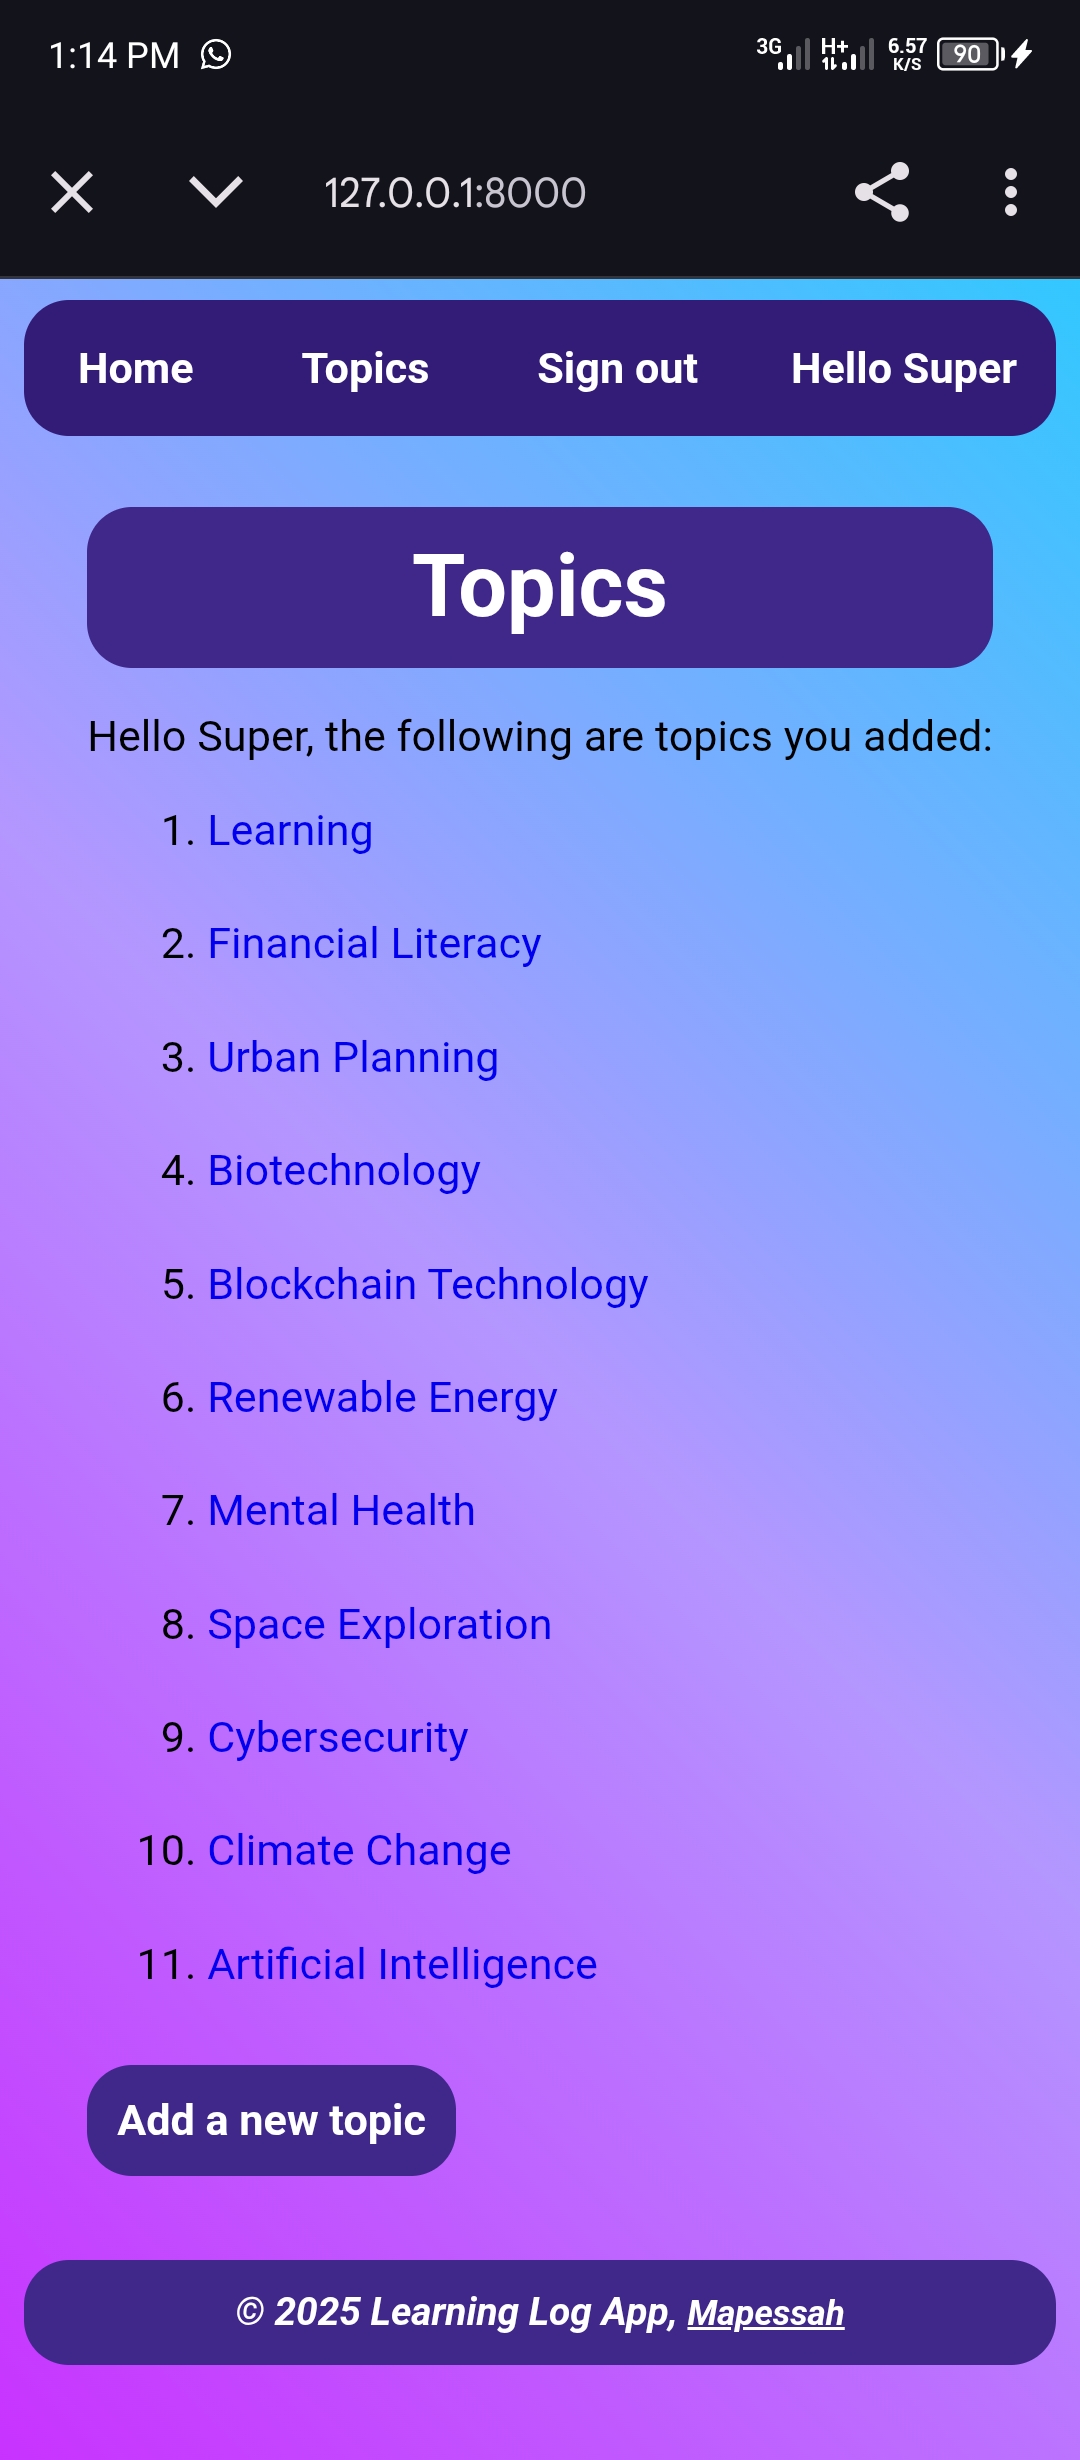 1:14 PM
3G H+ 6.57 K/S 90
127.0.0.1:8000
Home Topics Sign out Hello Super
Topics
Hello Super, the following are topics you added:
1. Learning
2. Financial Literacy
3. Urban Planning
4. Biotechnology
5. Blockchain Technology
6. Renewable Energy
7. Mental Health
8. Space Exploration
9. Cybersecurity
10. Climate Change
11. Artificial Intelligence
Add a new topic
© 2025 Learning Log App, Mapessah